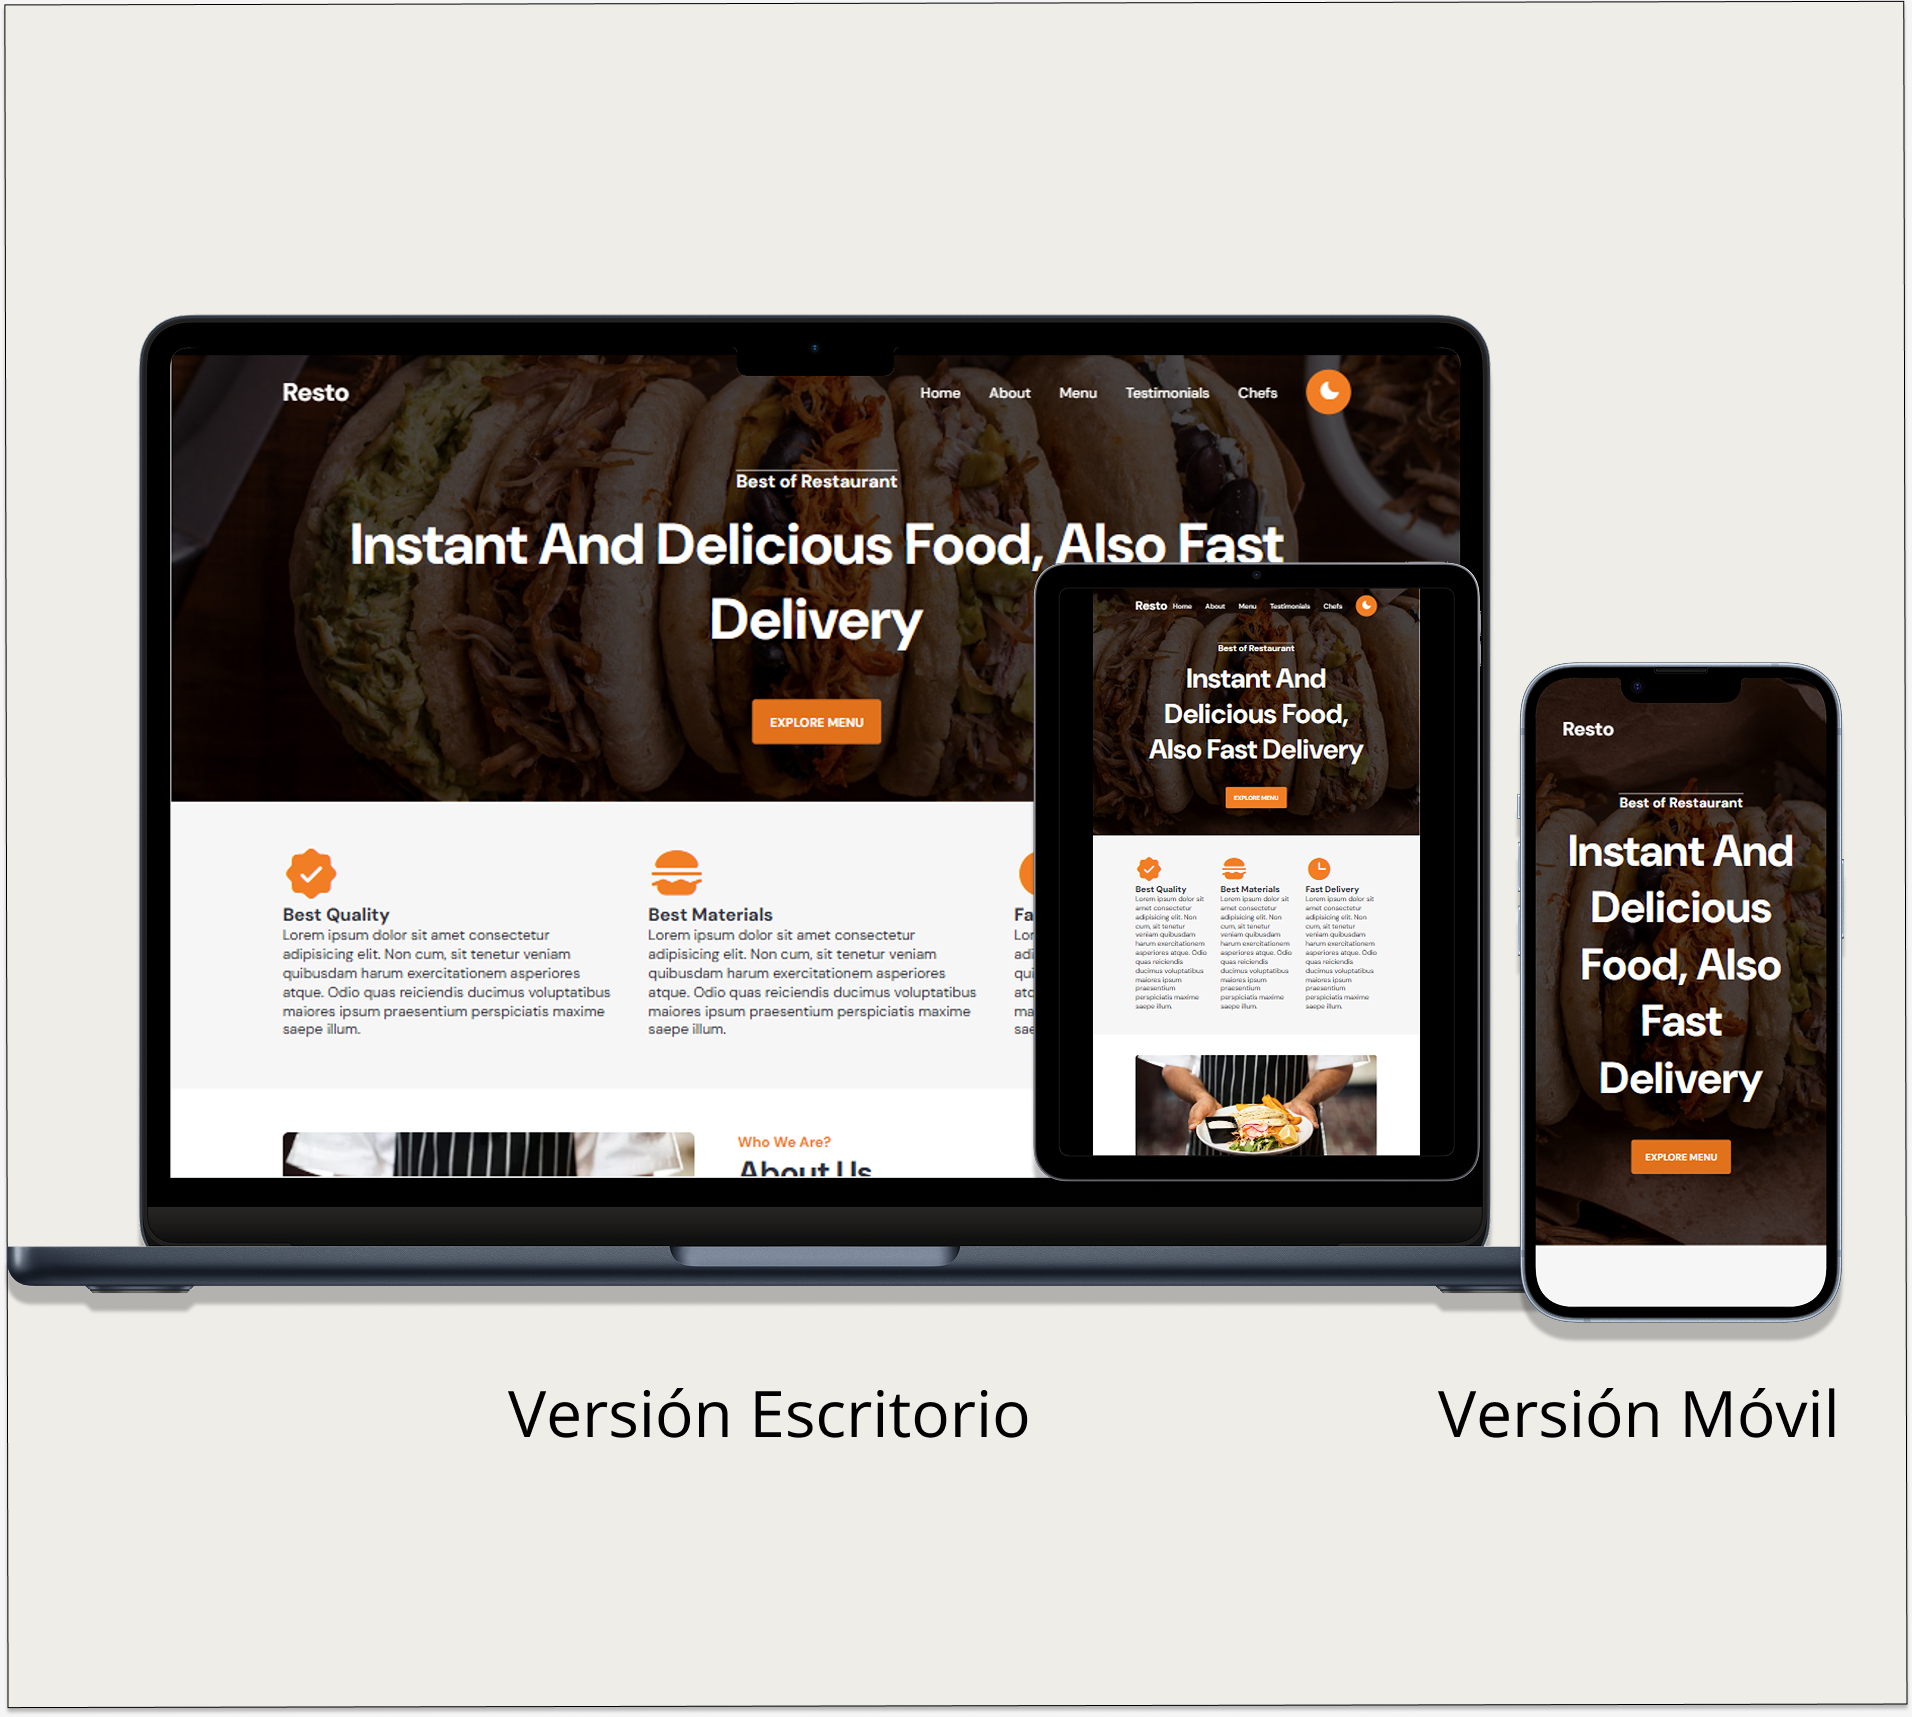 Resto
Home About Menu Testimonials Chefs
Best of Restaurant
Instant And Delicious Food, Also Fast
Delivery
EXPLORE MENU
Best Quality
Lorem ipsum dolor sit amet consectetur
adipisicing elit. Non cum, sit tenetur veniam
quibusdam harum exercitationem asperiores
atque. Odio quas reiciendis ducimus voluptatibus
maiores ipsum praesentium perspiciatis maxime
saepe illum.
Best Materials
Lorem ipsum dolor sit amet consectetur
adipisicing elit. Non cum, sit tenetur veniam
quibusdam harum exercitationem asperiores
atque. Odio quas reiciendis ducimus voluptatibus
maiores ipsum praesentium perspiciatis maxime
saepe illum.
Fa
Lor
adi
qui
atq
ma
sae
Who We Are?
About Us
Resto Home About Menu Testimonials Chefs
Best of Restaurant
Instant And
Delicious Food,
Also Fast Delivery
EXPLORE MENU
Best Quality
Lorem ipsum dolor sit
amet consectetur
adipisicing elit. Non
cum, sit tenetur
veniam quibusdam
harum exercitationem
asperiores atque. Odio
quas reiciendis
ducimus voluptatibus
maiores ipsum
praesentium
perspiciatis maxime
saepe illum.
Best Materials
Lorem ipsum dolor sit
amet consectetur
adipisicing elit. Non
cum, sit tenetur
veniam quibusdam
harum exercitationem
asperiores atque. Odio
quas reiciendis
ducimus voluptatibus
maiores ipsum
praesentium
perspiciatis maxime
saepe illum.
Fast Delivery
Lorem ipsum dolor sit
amet consectetur
adipisicing elit. Non
cum, sit tenetur
veniam quibusdam
harum exercitationem
asperiores atque. Odio
quas reiciendis
ducimus voluptatibus
maiores ipsum
praesentium
perspiciatis maxime
saepe illum.
Resto
Best of Restaurant
Instant And
Delicious
Food, Also
Fast
Delivery
EXPLORE MENU
Versión Escritorio
Versión Móvil